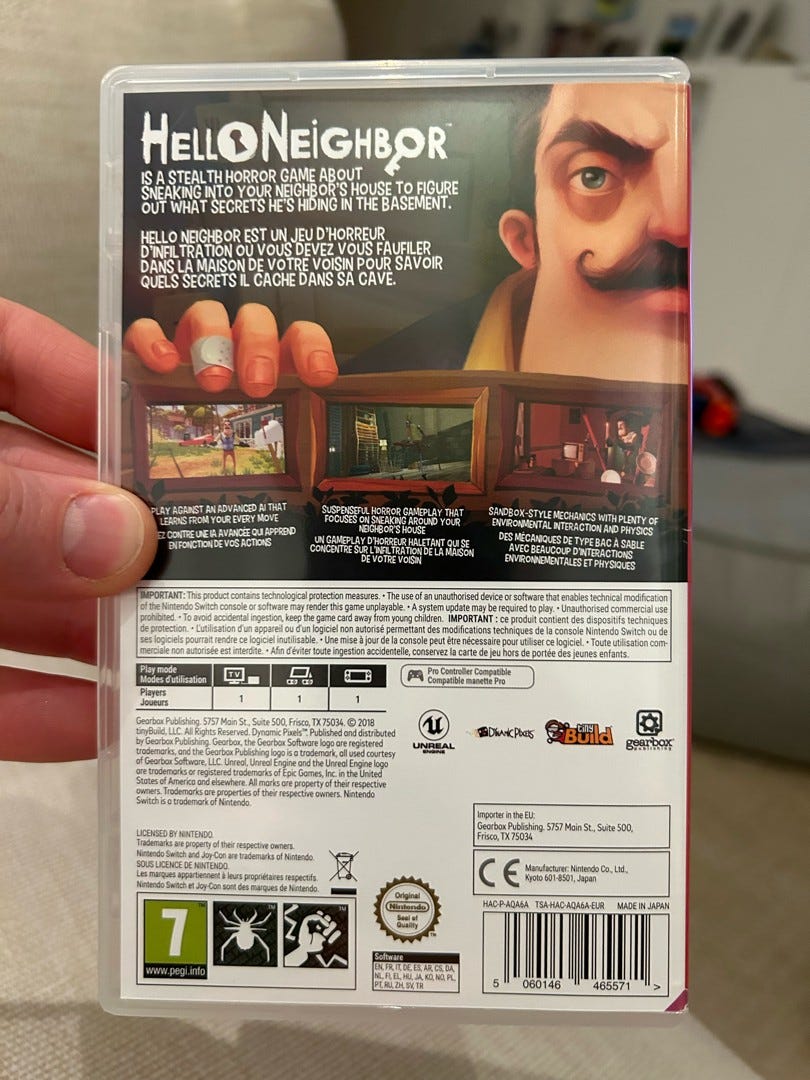 HELLO NEIGHBOR™
IS A STEALTH HORROR GAME ABOUT
SNEAKING INTO YOUR NEIGHBOR'S HOUSE TO FIGURE
OUT WHAT SECRETS HE'S HIDING IN THE BASEMENT.
HELLO NEIGHBOR EST UN JEU D'HORREUR
D'INFILTRATION OÙ VOUS DEVEZ VOUS FAUFILER
DANS LA MAISON DE VOTRE VOISIN POUR SAVOIR
QUELS SECRETS IL CACHE DANS SA CAVE.
PLAY AGAINST AN ADVANCED AI THAT
LEARNS FROM YOUR EVERY MOVE
EZ CONTRE UNE IA AVANCÉE QUI APPREND
EN FONCTION DE VOS ACTIONS
SUSPENSEFUL HORROR GAMEPLAY THAT
FOCUSES ON SNEAKING AROUND YOUR
NEIGHBOR'S HOUSE
UN GAMEPLAY D'HORREUR HALETANT QUI SE
CONCENTRE SUR L'INFILTRATION DE LA MAISON
DE VOTRE VOISIN
SANDBOX-STYLE MECHANICS WITH PLENTY OF
ENVIRONMENTAL INTERACTION AND PHYSICS
DES MÉCANIQUES DE TYPE BAC À SABLE
AVEC BEAUCOUP D'INTERACTIONS
ENVIRONNEMENTALES ET PHYSIQUES
IMPORTANT: This product contains technological protection measures. • The use of an unauthorised device or software that enables technical modification
of the Nintendo Switch console or software may render this game unplayable. • A system update may be required to play. • Unauthorised commercial use
prohibited. • To avoid accidental ingestion, keep the game card away from young children. IMPORTANT : ce produit contient des dispositifs techniques
de protection. • L'utilisation d'un appareil ou d'un logiciel non autorisé permettant des modifications techniques de la console Nintendo Switch ou de
ses logiciels pourrait rendre ce logiciel inutilisable. • Une mise à jour de la console peut être nécessaire pour utiliser ce logiciel. • Toute utilisation com-
merciale non autorisée est interdite. • Afin d'éviter toute ingestion accidentelle, conservez la carte de jeu hors de portée des jeunes enfants.
Play mode
Modes d'utilisation
TV
Players
Joueurs
1 1 1
Pro Controller Compatible
Compatible manette Pro
Gearbox Publishing. 5757 Main St., Suite 500, Frisco, TX 75034. © 2018
tinyBuild, LLC. All Rights Reserved. Dynamic Pixels™. Published and distributed
by Gearbox Publishing. Gearbox, the Gearbox Software logo are registered
trademarks, and the Gearbox Publishing logo is a trademark, all used courtesy
of Gearbox Software, LLC. Unreal, Unreal Engine and the Unreal Engine logo
are trademarks or registered trademarks of Epic Games, Inc. in the United
States of America and elsewhere. All marks are property of their respective
owners. Trademarks are properties of their respective owners. Nintendo
Switch is a trademark of Nintendo.
UNREAL
ENGINE
DYNAMIC PIXELS
tiny
Build
gearbox
publishing
Importer in the EU:
Gearbox Publishing. 5757 Main St., Suite 500,
Frisco, TX 75034
LICENSED BY NINTENDO.
Trademarks are property of their respective owners.
Nintendo Switch and Joy-Con are trademarks of Nintendo.
SOUS LICENCE DE NINTENDO.
Les marques appartiennent à leurs propriétaires respectifs.
Nintendo Switch et Joy-Con sont des marques de Nintendo.
CE
Manufacturer: Nintendo Co., Ltd.,
Kyoto 601-8501, Japan
HAC-P-AQA6A TSA-HAC-AQA6A-EUR MADE IN JAPAN
7
www.pegi.info
Original
Nintendo
Seal of
Quality
Software
EN, FR, IT, DE, ES, AR, CS, DA,
NL, FI, EL, HU, JA, KO, NO, PL,
PT, RU, ZH, SV, TR
5 060146 465571 >